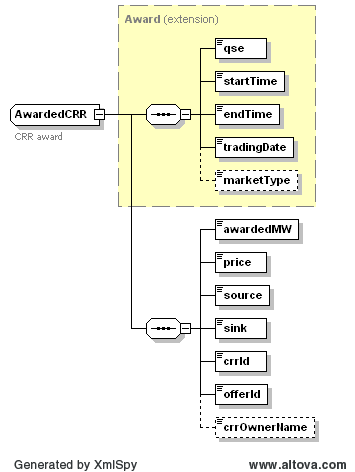 Award (extension)
qse
startTime
AwardedCRR
endTime
CRR award
tradingDate
marketType
awardedMW
price
source
sink
crrId
offerId
crrOwnerName
Generated by XmlSpy
www.altova.com